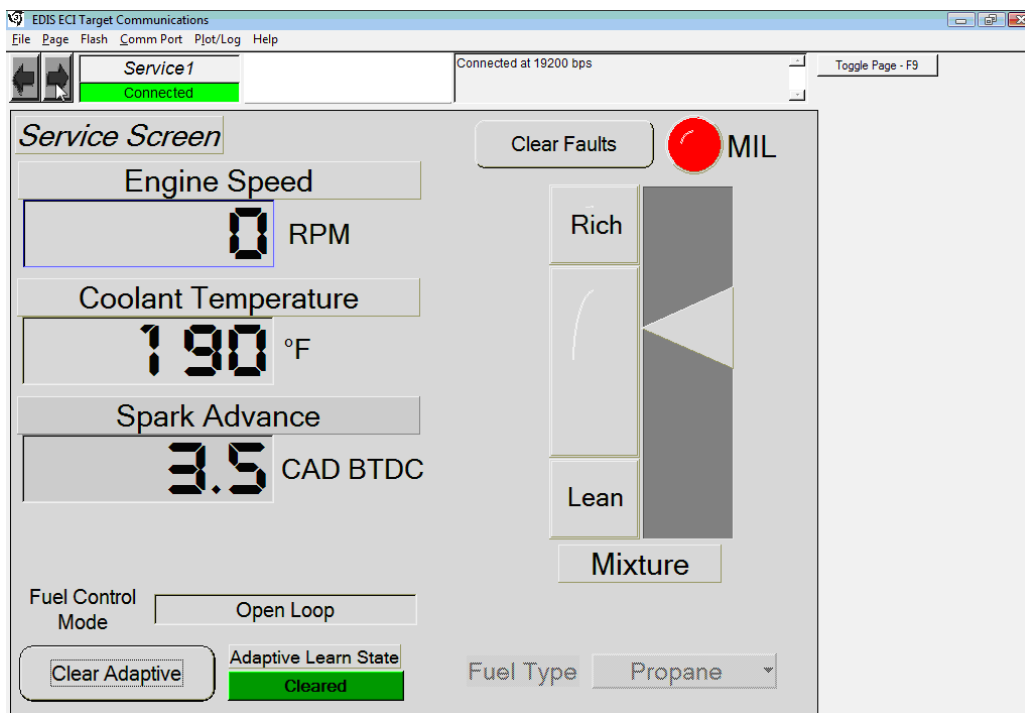 EDIS ECI Target Communications
File Page Flash Comm Port Plot/Log Help
Service1
Connected
Connected at 19200 bps
Toggle Page - F9
Service Screen
Clear Faults
MIL
Engine Speed
0 RPM
Rich
Coolant Temperature
190 °F
Spark Advance
3.5 CAD BTDC
Lean
Mixture
Fuel Control
Mode
Open Loop
Clear Adaptive
Adaptive Learn State
Cleared
Fuel Type
Propane